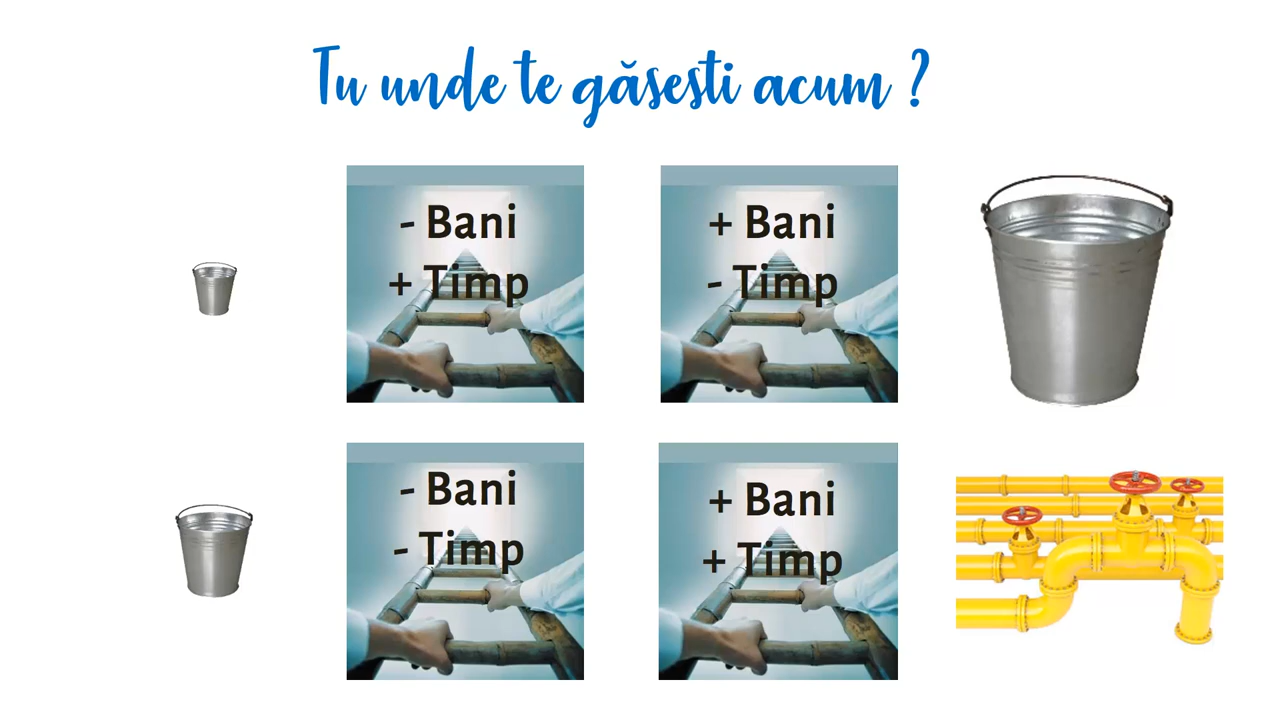 Tu unde te găsesti acum ?
- Bani
+ Timp
+ Bani
- Timp
- Bani
- Timp
+ Bani
+ Timp